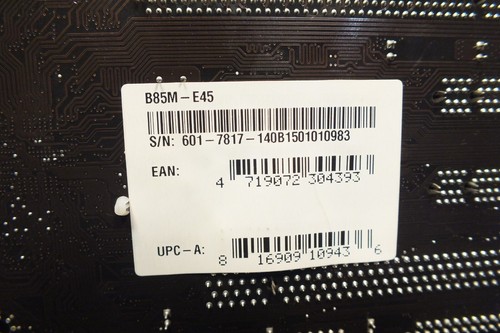 B85M-E45
S/N: 601-7817-140B1501010983
EAN:
4 719072 304393
UPC-A:
8 16909 10943 6